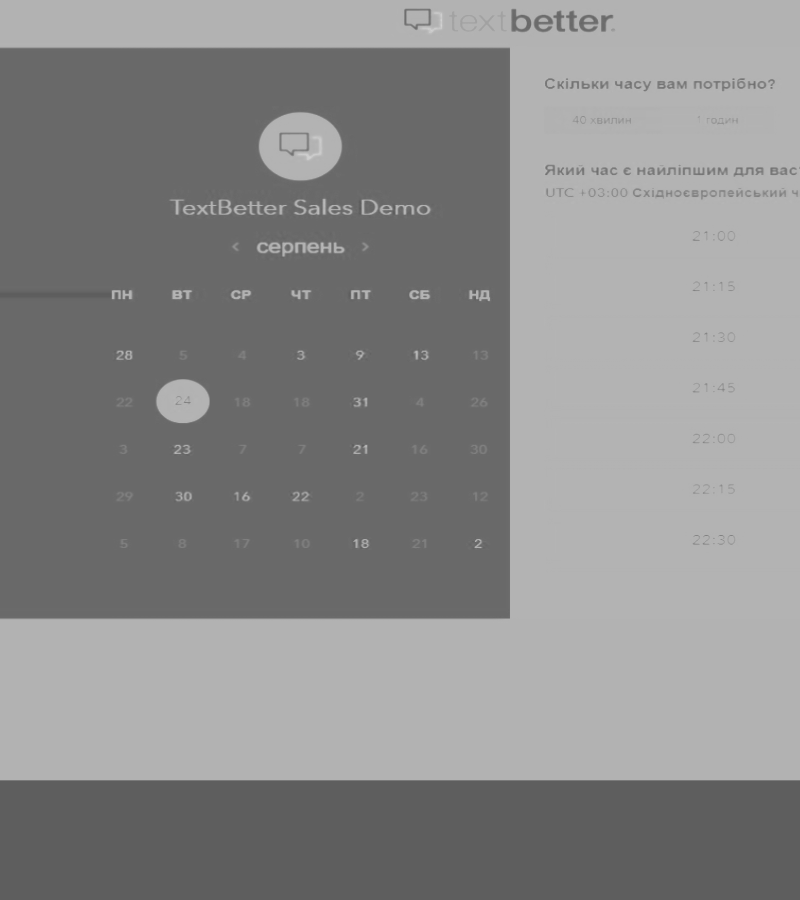 textbetter.
TextBetter Sales Demo
< серпень >
ПН ВТ СР ЧТ ПТ СБ НД
28 5 4 3 9 13 13
22 24 18 18 31 4 26
3 23 7 7 21 16 30
29 30 16 22 2 23 12
5 8 17 10 18 21 2
Скільки часу вам потрібно?
40 хвилин 1 годин
Який час є найліпшим для вас
UTC +03:00 Східноєвропейський ч
21:00
21:15
21:30
21:45
22:00
22:15
22:30